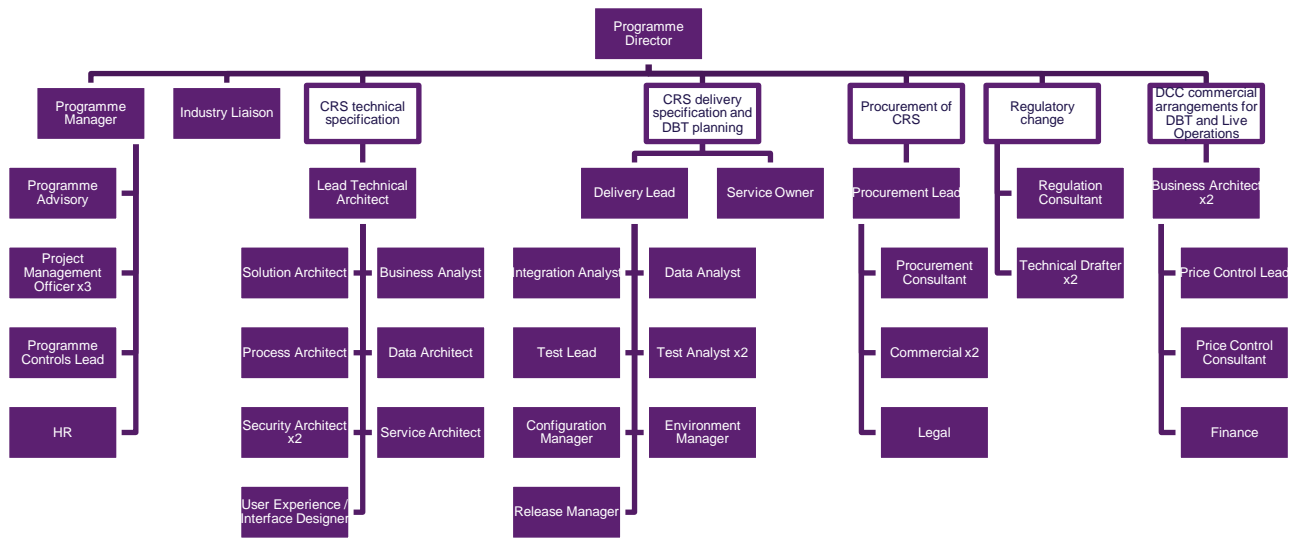 Programme
Director
Programme
Manager
Industry Liaison
CRS technical
specification
CRS delivery
specification and
DBT planning
Procurement of
CRS
Regulatory
change
DCC commercial
arrangements for
DBT and Live
Operations
Programme
Advisory
Lead Technical
Architect
Delivery Lead
Service Owner
Procurement Lead
Regulation
Consultant
Business Architect
x2
Project
Management
Officer x3
Solution Architect
Business Analyst
Integration Analyst
Data Analyst
Procurement
Consultant
Technical Drafter
x2
Price Control Lead
Programme
Controls Lead
Process Architect
Data Architect
Test Lead
Test Analyst x2
Commercial x2
Price Control
Consultant
HR
Security Architect
x2
Service Architect
Configuration
Manager
Environment
Manager
Legal
Finance
User Experience /
Interface Designer
Release Manager